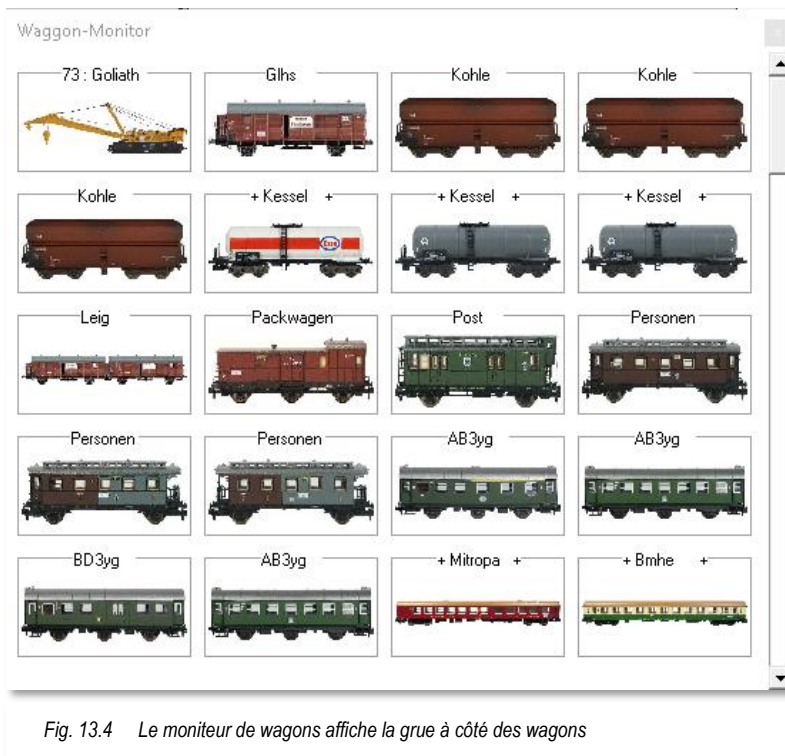 Waggon-Monitor
73 : Goliath Glhs Kohle Kohle
Kohle + Kessel + + Kessel + + Kessel +
Esso
Leig Packwagen Post Personen
Personen Personen AB3yg AB3yg
BD3yg AB3yg + Mitropa + + Bmhe +
Fig. 13.4 Le moniteur de wagons affiche la grue à côté des wagons